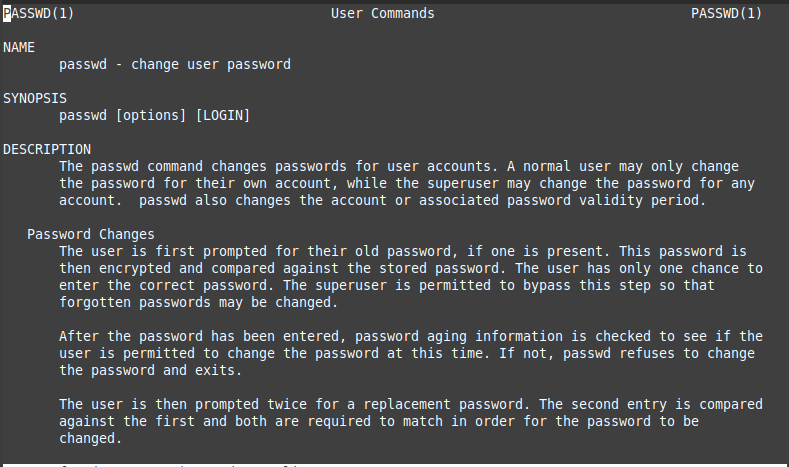 PASSWD(1) User Commands PASSWD(1)
NAME
passwd - change user password
SYNOPSIS
passwd [options] [LOGIN]
DESCRIPTION
The passwd command changes passwords for user accounts. A normal user may only change
the password for their own account, while the superuser may change the password for any
account.  passwd also changes the account or associated password validity period.
Password Changes
The user is first prompted for their old password, if one is present. This password is
then encrypted and compared against the stored password. The user has only one chance to
enter the correct password. The superuser is permitted to bypass this step so that
forgotten passwords may be changed.
After the password has been entered, password aging information is checked to see if the
user is permitted to change the password at this time. If not, passwd refuses to change
the password and exits.
The user is then prompted twice for a replacement password. The second entry is compared
against the first and both are required to match in order for the password to be
changed.